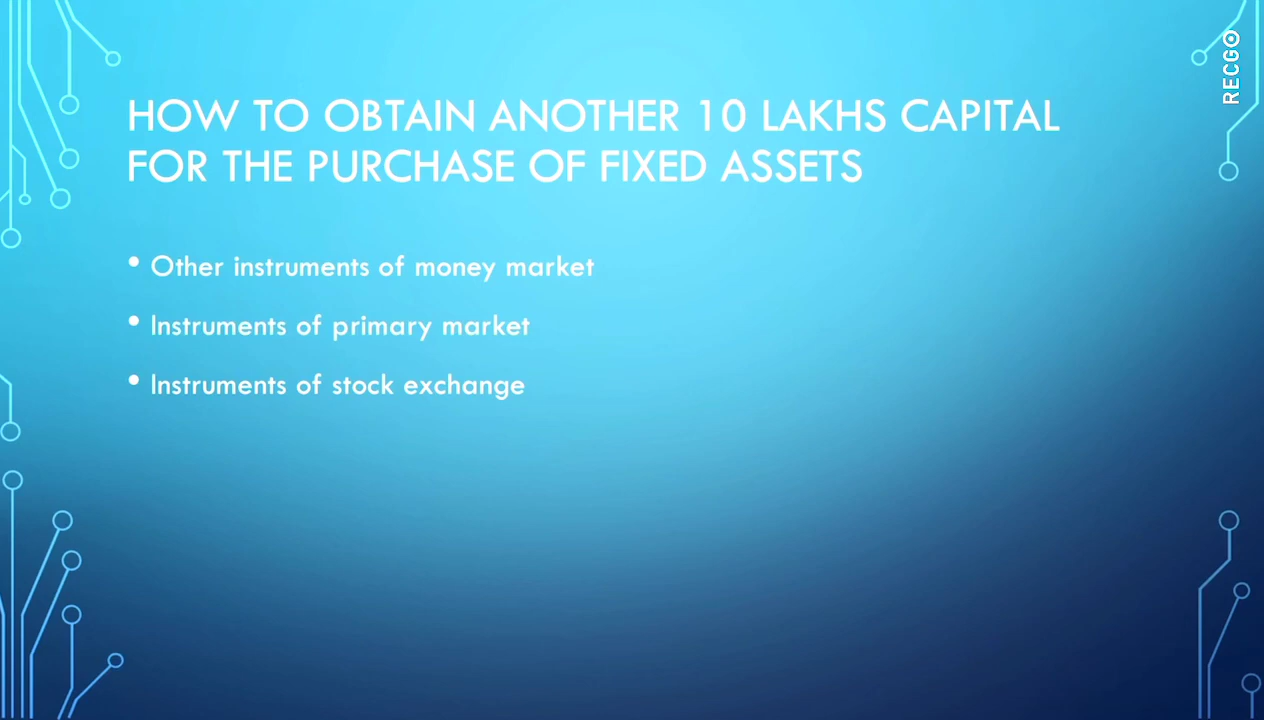 HOW TO OBTAIN ANOTHER 10 LAKHS CAPITAL
FOR THE PURCHASE OF FIXED ASSETS
• Other instruments of money market
• Instruments of primary market
• Instruments of stock exchange
RECGO